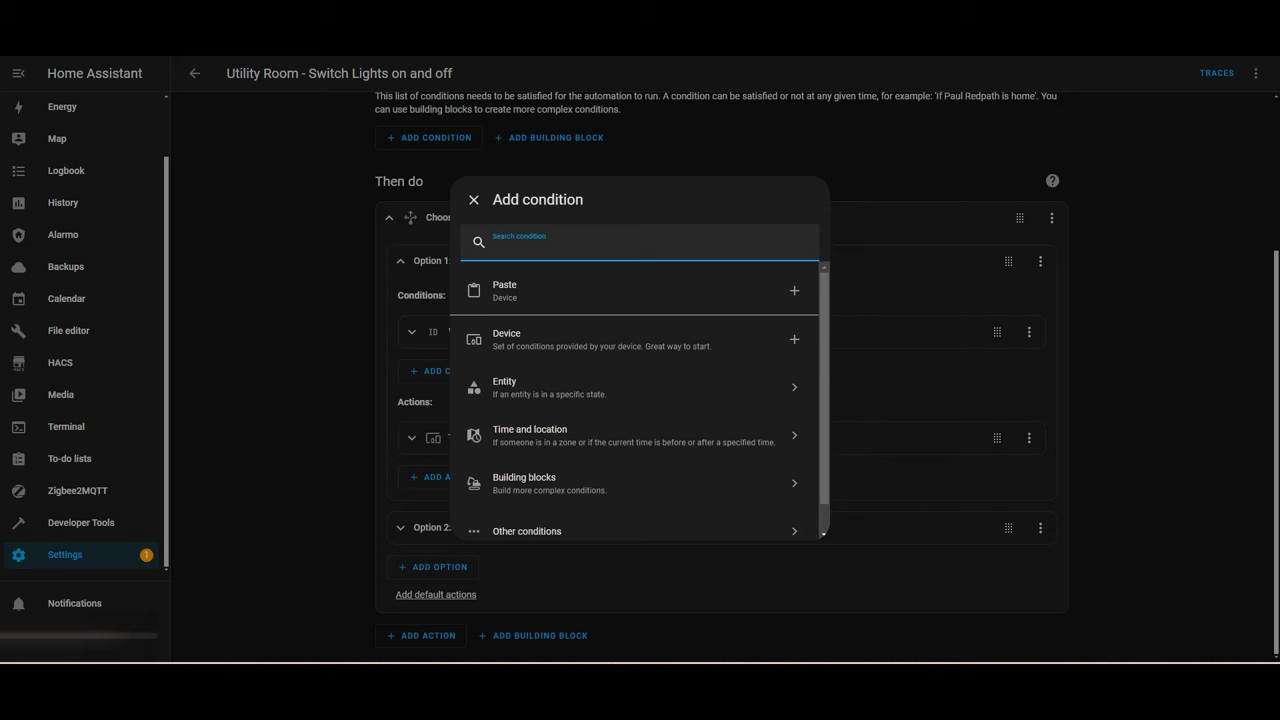 Home Assistant
Utility Room - Switch Lights on and off
TRACES
Energy
Map
Logbook
History
Alarmo
Backups
Calendar
File editor
HACS
HACS
Media
Terminal
To-do lists
Zigbee2MQTT
Developer Tools
Settings
1
Notifications
This list of conditions needs to be satisfied for the automation to run. A condition can be satisfied or not at any given time, for example: 'If Paul Redpath is home'. You
can use building blocks to create more complex conditions.
+ ADD CONDITION
+ ADD BUILDING BLOCK
Then do
Option 1:
Conditions:
ID
+ ADD
Actions:
+ ADD
Option 2:
+ ADD OPTION
Add default actions
+ ADD ACTION
+ ADD BUILDING BLOCK
Add condition
Search condition
Paste
Device
Device
Set of conditions provided by your device. Great way to start.
Entity
If an entity is in a specific state.
Time and location
If someone is in a zone or if the current time is before or after a specified time.
Building blocks
Build more complex conditions.
Other conditions